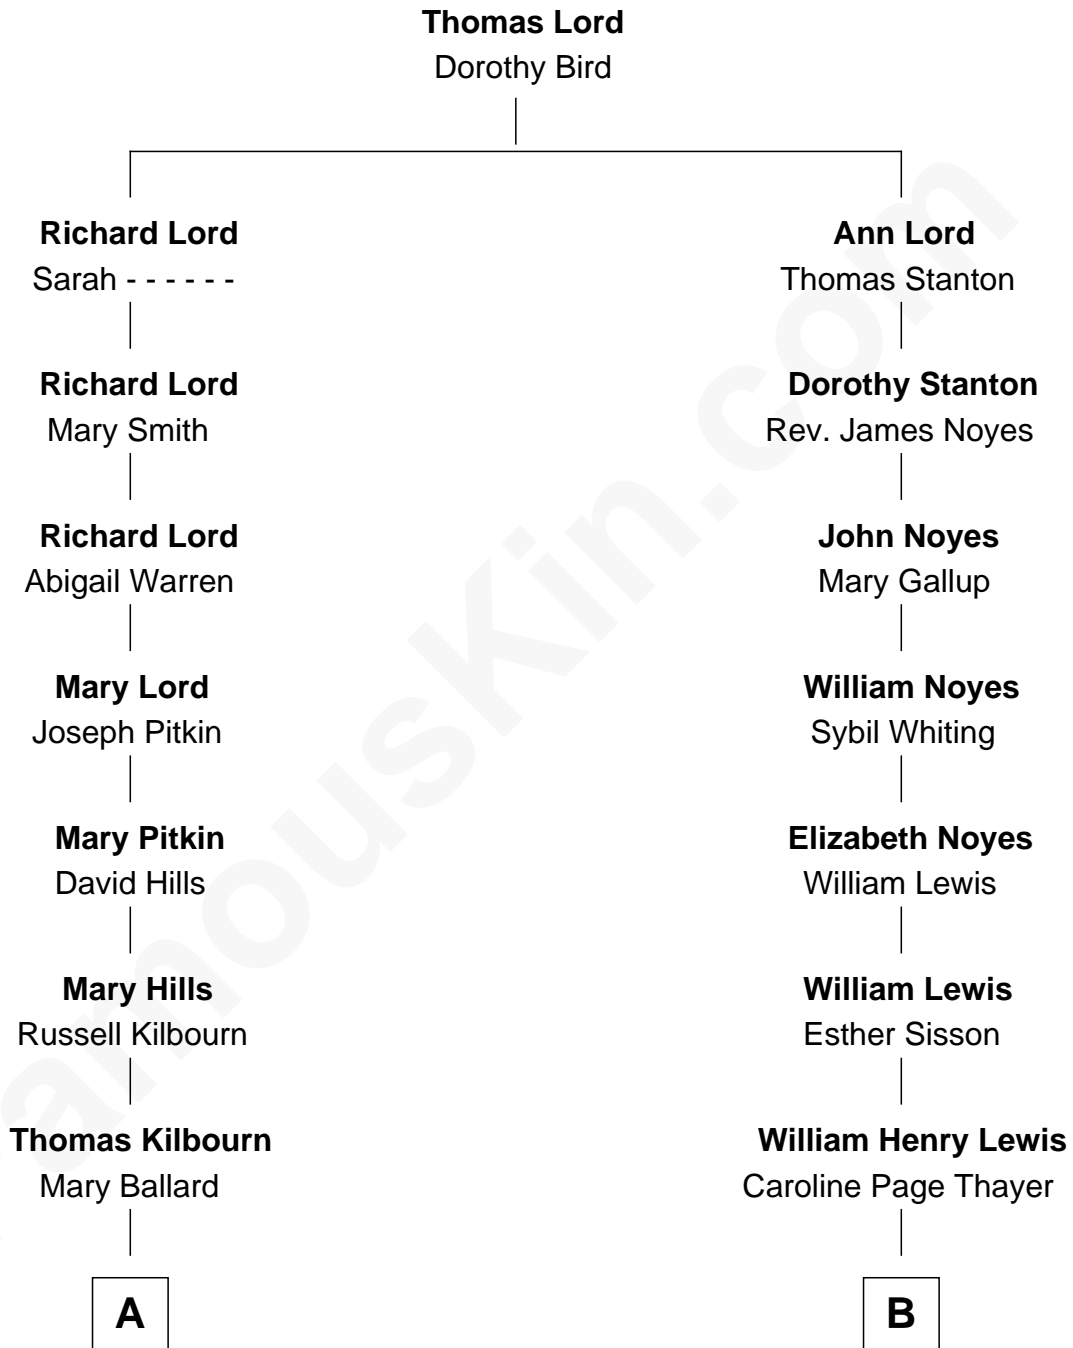 Thomas Lord
Dorothy Bird
Richard Lord
Sarah - - - - - -
Richard Lord
Mary Smith
Richard Lord
Abigail Warren
Mary Lord
Joseph Pitkin
Mary Pitkin
David Hills
Mary Hills
Russell Kilbourn
Thomas Kilbourn
Mary Ballard
A
Ann Lord
Thomas Stanton
Dorothy Stanton
Rev. James Noyes
John Noyes
Mary Gallup
William Noyes
Sybil Whiting
Elizabeth Noyes
William Lewis
William Lewis
Esther Sisson
William Henry Lewis
Caroline Page Thayer
B
amouskin.com